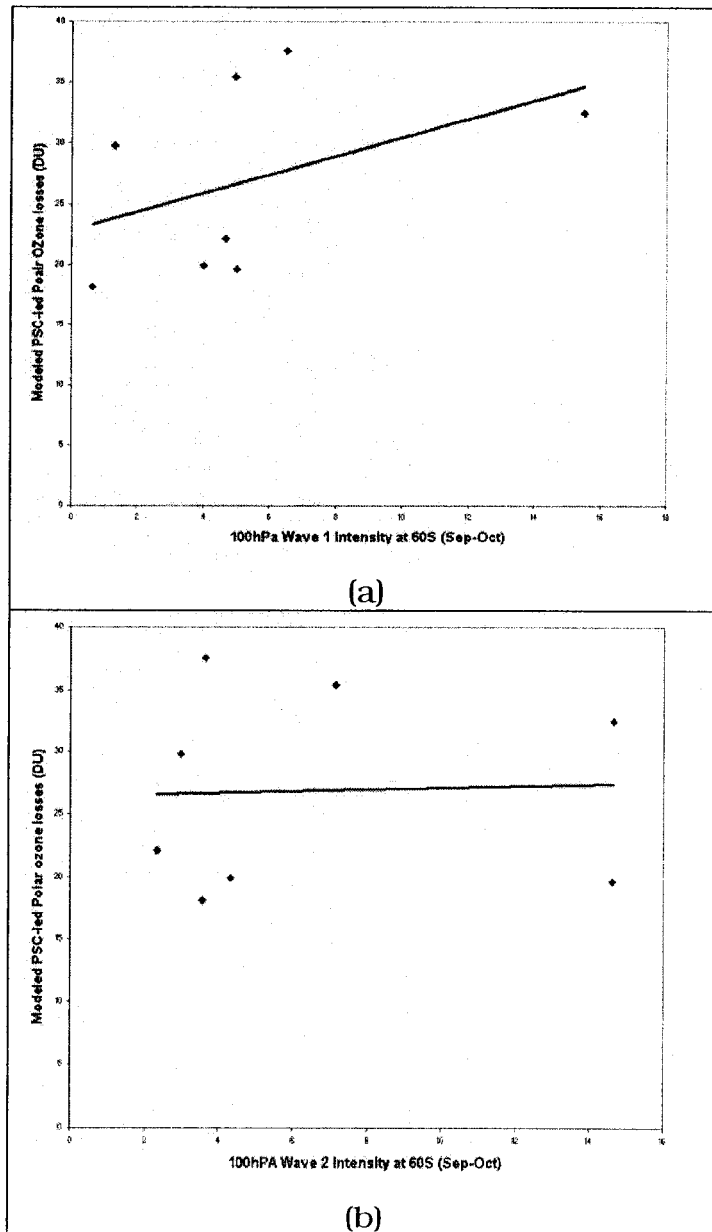 40
35
30
25
20
15
10
5
0
Modeled PSC-led Poalr OZone losses (DU)
0 2 4 6 8 10 12 14 16 18
100hPa Wave 1 Intensity at 60S (Sep-Oct)
(a)
40
35
30
25
20
15
10
5
0
Modeled PSC-led Polar ozone losses (DU)
0 2 4 6 8 10 12 14 16
100hPA Wave 2 Intensity at 60S (Sep-Oct)
(b)